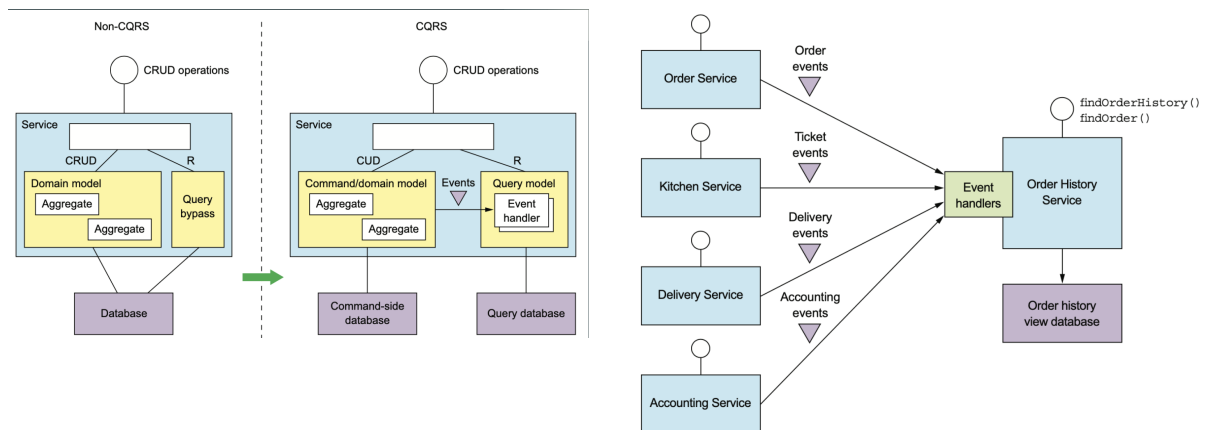 Non-CQRS
CRUD operations
Service
CRUD
R
Domain model
Aggregate
Aggregate
Query
bypass
Database
CQRS
CRUD operations
Service
CUD
R
Command/domain model
Aggregate
Aggregate
Events
Query model
Event
handler
Command-side
database
Query database
Order Service
Order
events
Kitchen Service
Ticket
events
Delivery Service
Delivery
events
Accounting Service
Accounting
events
Event
handlers
findOrderHistory()
findOrder()
Order History
Service
Order history
view database